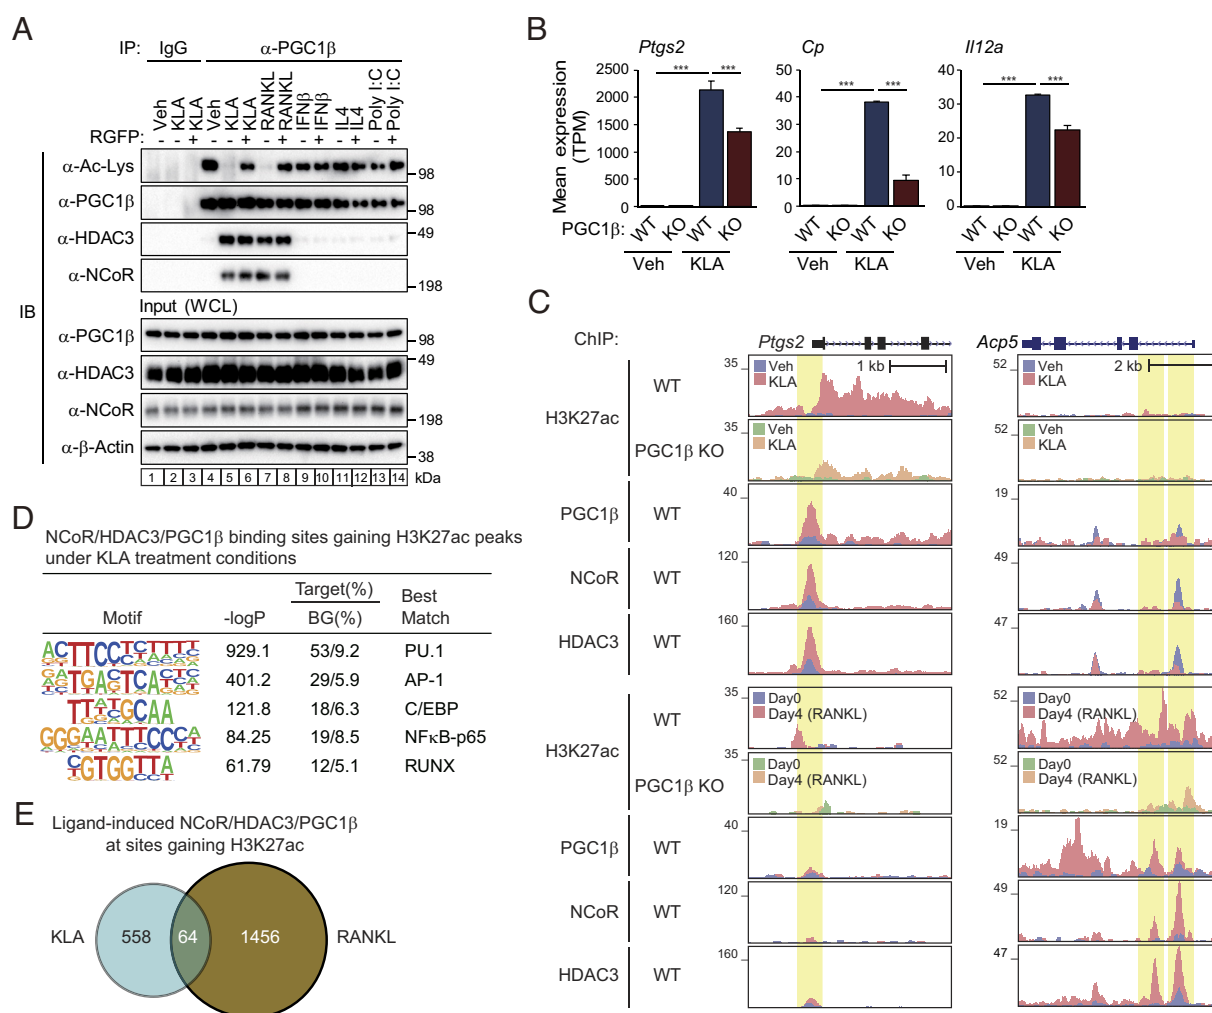 A
IP: IgG α-PGC1β
Veh KLA KLA Veh KLA KLA RANKL RANKL IFNβ IFNβ IL4 IL4 Poly I:C Poly I:C
RGFP: - - + - - + - + - + - + - +
IB
α-Ac-Lys 98
α-PGC1β 98
α-HDAC3 49
α-NCoR 198
Input (WCL)
α-PGC1β 98
α-HDAC3 49
α-NCoR 198
α-β-Actin 38
1 2 3 4 5 6 7 8 9 10 11 12 13 14 kDa
B
Mean expression (TPM)
Ptgs2
2500
2000
1500
1000
500
0
*** ***
Cp
50
40
30
20
10
0
*** ***
Il12a
40
30
20
10
0
*** ***
PGC1β: WT KO WT KO WT KO WT KO WT KO WT KO
Veh KLA Veh KLA Veh KLA
C
ChIP: Ptgs2 Acp5
1 kb 2 kb
H3K27ac
WT 35 Veh KLA 52 Veh KLA
PGC1β KO 35 Veh KLA 52 Veh KLA
PGC1β WT 40 19
NCoR WT 120 49
HDAC3 WT 160 47
H3K27ac
WT 35 Day0 Day4 (RANKL) 52 Day0 Day4 (RANKL)
PGC1β KO 35 Day0 Day4 (RANKL) 52 Day0 Day4 (RANKL)
PGC1β WT 40 19
NCoR WT 120 49
HDAC3 WT 160 47
D
NCoR/HDAC3/PGC1β binding sites gaining H3K27ac peaks
under KLA treatment conditions
Motif -logP Target(%) BG(%) Best Match
929.1 53/9.2 PU.1
401.2 29/5.9 AP-1
121.8 18/6.3 C/EBP
84.25 19/8.5 NFκB-p65
61.79 12/5.1 RUNX
E
Ligand-induced NCoR/HDAC3/PGC1β
at sites gaining H3K27ac
KLA 558 64 1456 RANKL